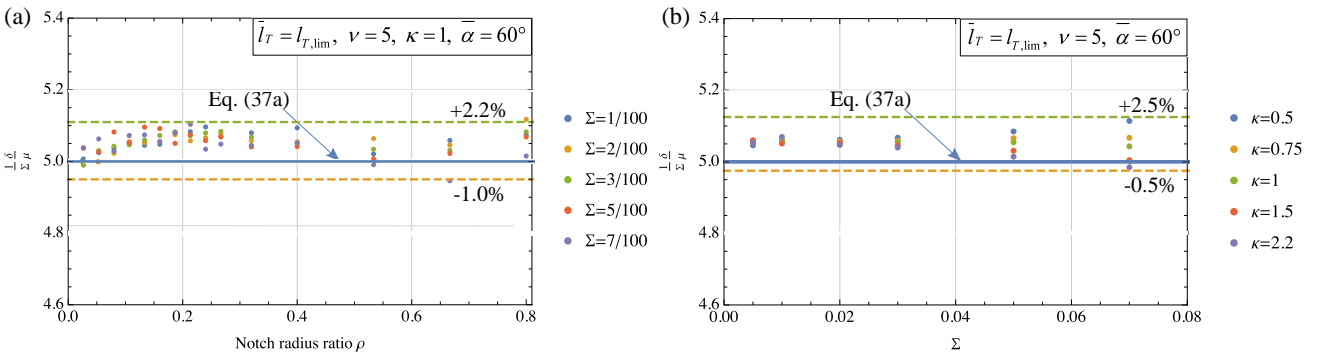 (a)
l̄_T = l_{T,lim}, ν = 5, κ = 1, ᾱ = 60°
5.4
5.2
5.0
4.8
4.6
Eq. (37a)
+2.2%
-1.0%
1/Σ δ/μ
0.0 0.2 0.4 0.6 0.8
Notch radius ratio ρ
Σ=1/100
Σ=2/100
Σ=3/100
Σ=5/100
Σ=7/100
(b)
l̄_T = l_{T,lim}, ν = 5, ᾱ = 60°
5.4
5.2
5.0
4.8
4.6
Eq. (37a)
+2.5%
-0.5%
1/Σ δ/μ
0.00 0.02 0.04 0.06 0.08
Σ
κ=0.5
κ=0.75
κ=1
κ=1.5
κ=2.2